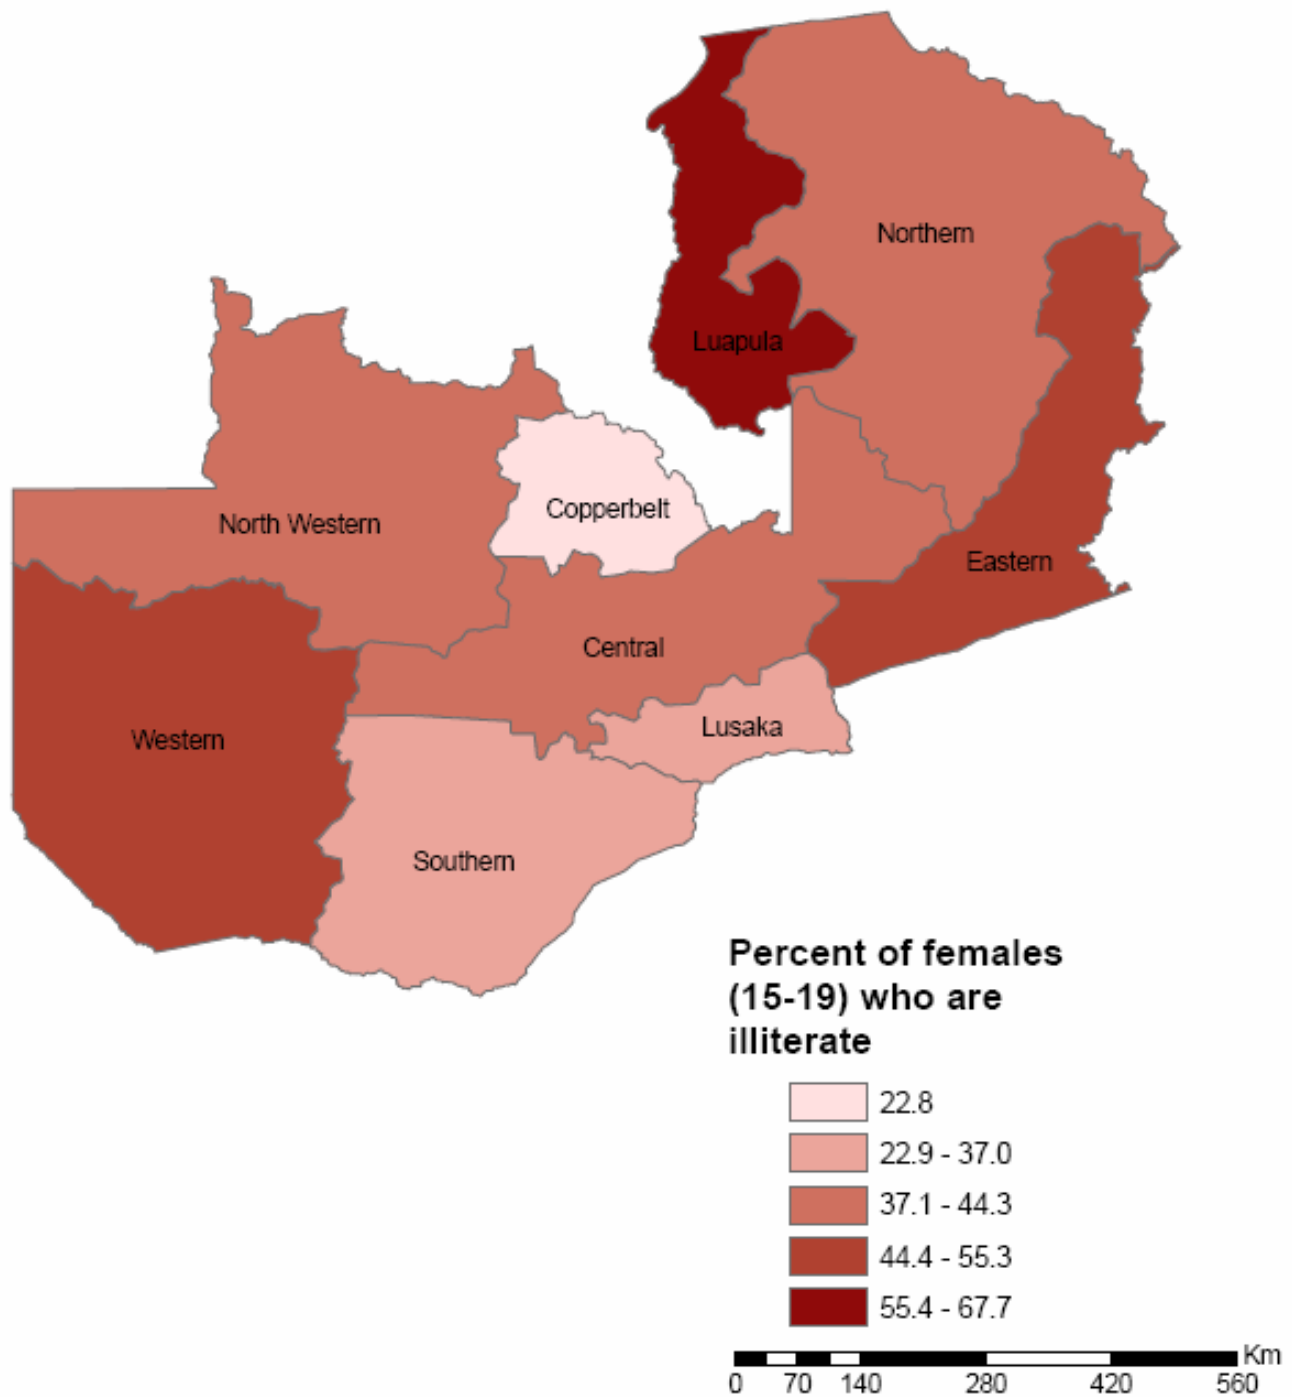 Northern
Luapula
Copperbelt
North Western
Eastern
Central
Lusaka
Western
Southern
Percent of females
(15-19) who are
illiterate
22.8
22.9 - 37.0
37.1 - 44.3
44.4 - 55.3
55.4 - 67.7
Km
0 70 140 280 420 560